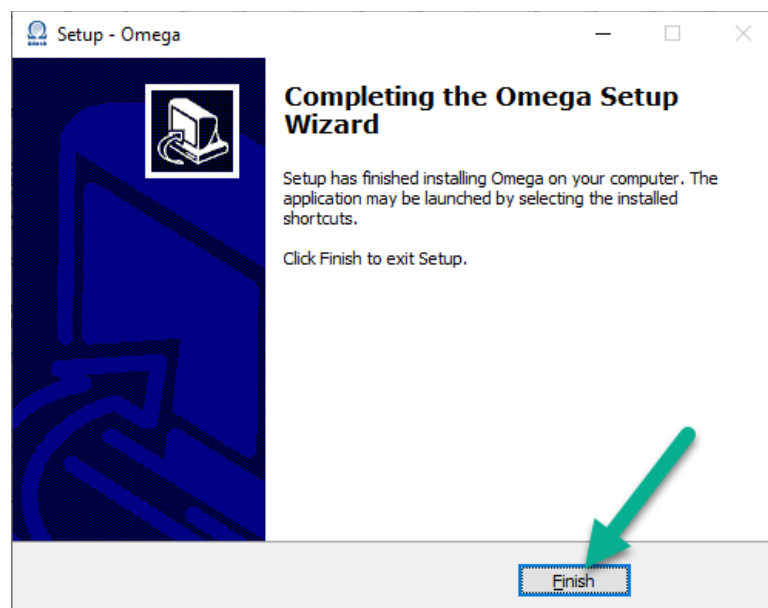 Setup - Omega
Completing the Omega Setup
Wizard
Setup has finished installing Omega on your computer. The
application may be launched by selecting the installed
shortcuts.
Click Finish to exit Setup.
Finish